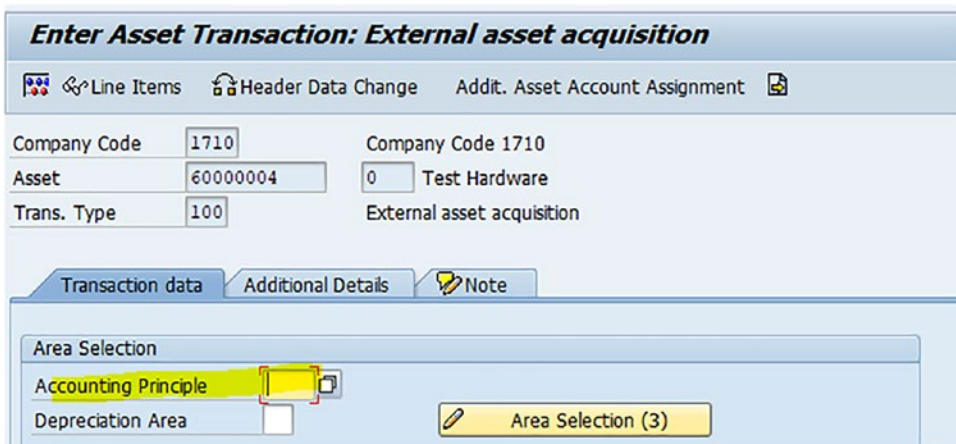 Enter Asset Transaction: External asset acquisition
Line Items Header Data Change Addit. Asset Account Assignment
Company Code 1710 Company Code 1710
Asset 60000004 0 Test Hardware
Trans. Type 100 External asset acquisition
Transaction data Additional Details Note
Area Selection
Accounting Principle
Depreciation Area Area Selection (3)